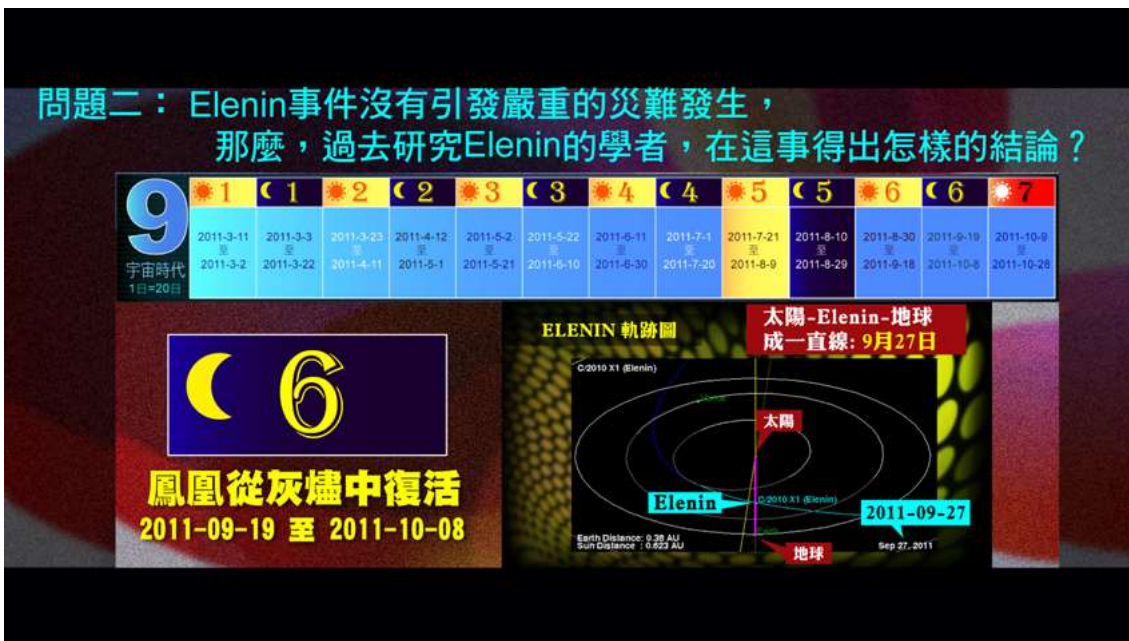 問題二： Elenin事件沒有引發嚴重的災難發生，
那麼，過去研究Elenin的學者，在這事得出怎樣的結論？
9 1 1 2 2 3 3 4 4 5 5 6 6 7
宇宙時代
1日=20日
2011-3-11
至
2011-3-2
2011-3-3
至
2011-3-22
2011-3-23
至
2011-4-11
2011-4-12
至
2011-5-1
2011-5-2
至
2011-5-21
2011-5-22
至
2011-6-10
2011-6-11
至
2011-6-30
2011-7-1
至
2011-7-20
2011-7-21
至
2011-8-9
2011-8-10
至
2011-8-29
2011-8-30
至
2011-9-18
2011-9-19
至
2011-10-8
2011-10-9
至
2011-10-28
6
鳳凰從灰燼中復活
2011-09-19 至 2011-10-08
ELENIN 軌跡圖
太陽-Elenin-地球
成一直線: 9月27日
C/2010 X1 (Elenin)
太陽
Elenin
C/2010 X1 (Elenin)
2011-09-27
Earth
Earth Distance: 0.38 AU
Sun Distance : 0.623 AU
地球
Sep 27, 2011